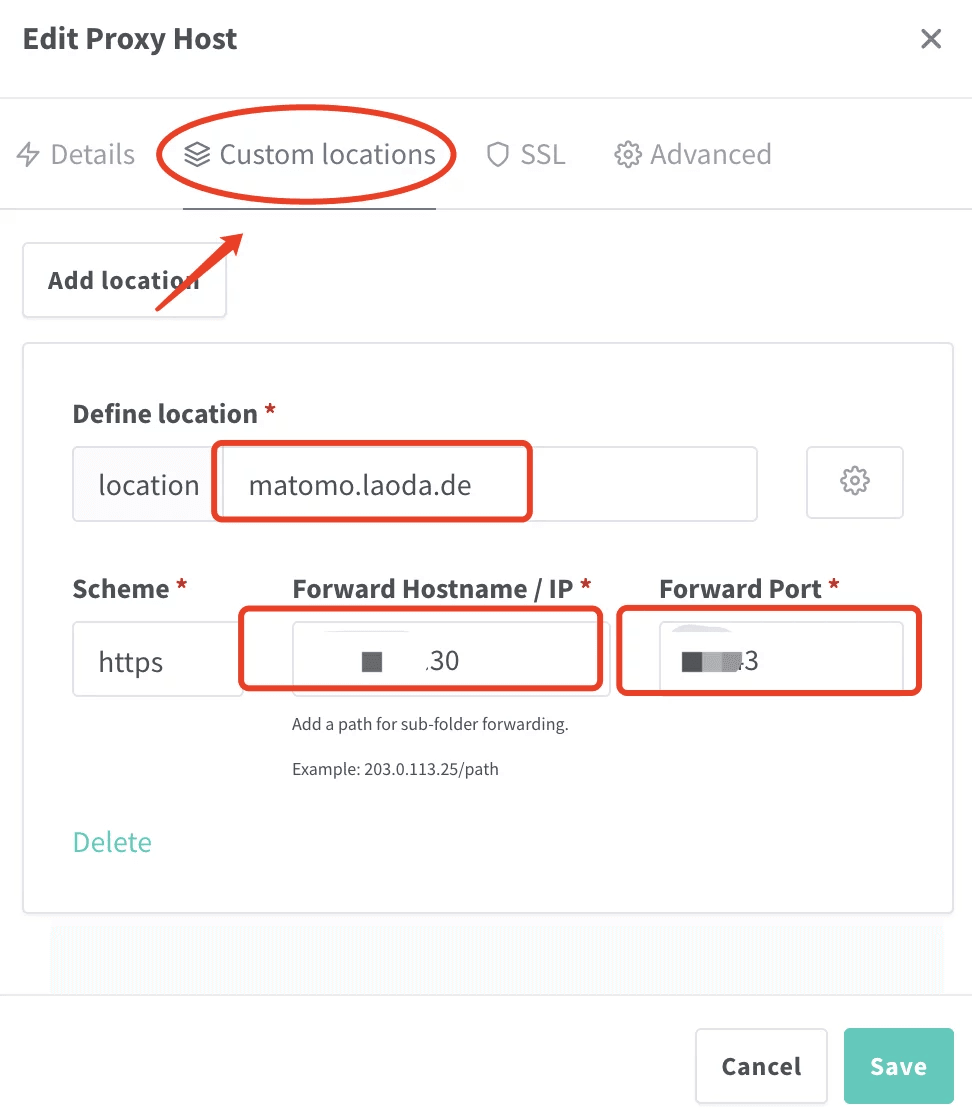 Edit Proxy Host
Details Custom locations SSL Advanced
Add location
Define location *
location matomo.laoda.de
Scheme * Forward Hostname / IP * Forward Port *
https .30 3
Add a path for sub-folder forwarding.
Example: 203.0.113.25/path
Delete
Cancel Save